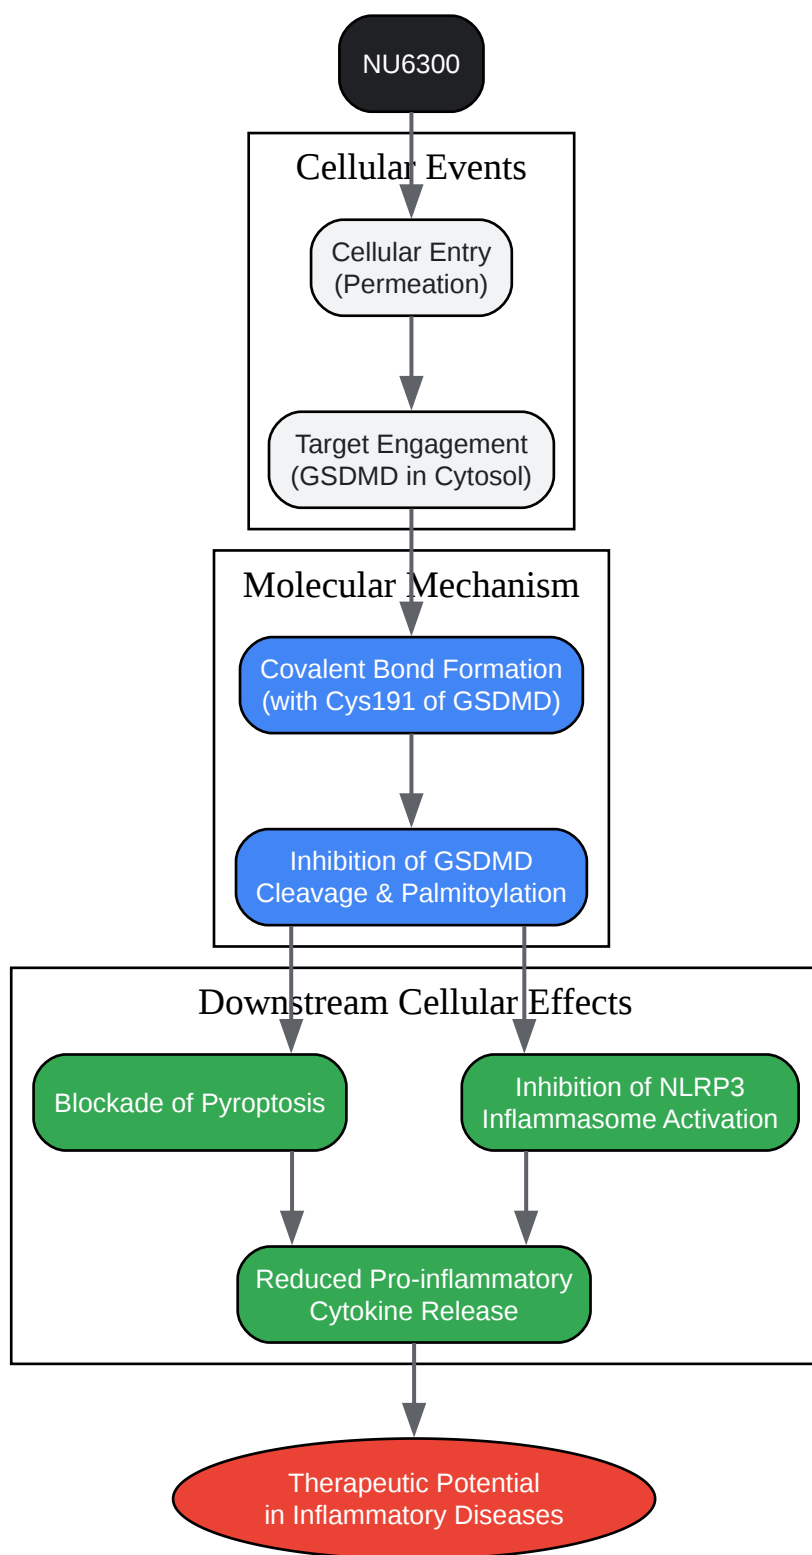 NU6300
Cellular Events
Cellular Entry
(Permeation)
Target Engagement
(GSDMD in Cytosol)
Molecular Mechanism
Covalent Bond Formation
(with Cys191 of GSDMD)
Inhibition of GSDMD
Cleavage & Palmitoylation
Downstream Cellular Effects
Blockade of Pyroptosis
Inhibition of NLRP3
Inflammasome Activation
Reduced Pro-inflammatory
Cytokine Release
Therapeutic Potential
in Inflammatory Diseases